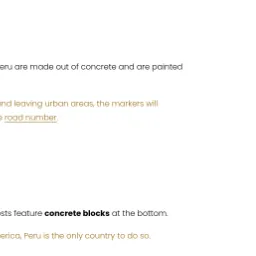 eru are made out of concrete and are painted
nd leaving urban areas, the markers will
road number.
sts feature concrete blocks at the bottom.
erica, Peru is the only country to do so.